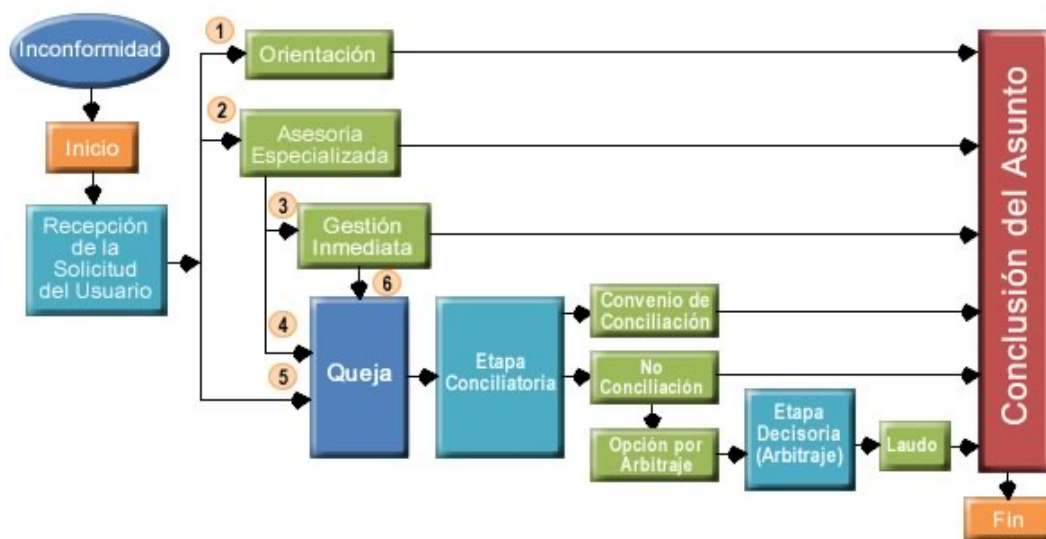 Inconformidad
Inicio
Recepción
de la
Solicitud
del Usuario
1
Orientación
2
Asesoria
Especializada
3
Gestión
Inmediata
6
4
5
Queja
Etapa
Conciliatoria
Convenio de
Conciliación
No
Conciliación
Opción por
Arbitraje
Etapa
Decisoria
(Arbitraje)
Laudo
Conclusión del Asunto
Fin